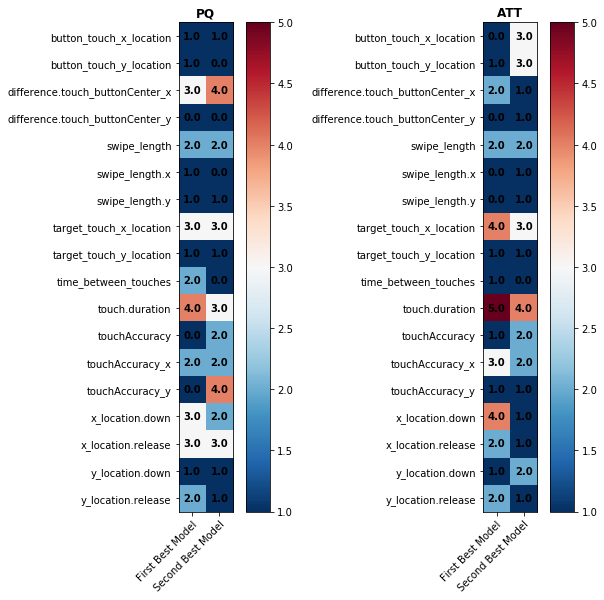 PQ
button_touch_x_location 1.0 1.0
button_touch_y_location 1.0 0.0
difference.touch_buttonCenter_x 3.0 4.0
difference.touch_buttonCenter_y 0.0 0.0
swipe_length 2.0 2.0
swipe_length.x 1.0 0.0
swipe_length.y 1.0 1.0
target_touch_x_location 3.0 3.0
target_touch_y_location 1.0 1.0
time_between_touches 2.0 0.0
touch.duration 4.0 3.0
touchAccuracy 0.0 2.0
touchAccuracy_x 2.0 2.0
touchAccuracy_y 0.0 4.0
x_location.down 3.0 2.0
x_location.release 3.0 3.0
y_location.down 1.0 1.0
y_location.release 2.0 1.0
First Best Model
Second Best Model
5.0
4.5
4.0
3.5
3.0
2.5
2.0
1.5
1.0
ATT
button_touch_x_location 0.0 3.0
button_touch_y_location 1.0 3.0
difference.touch_buttonCenter_x 2.0 1.0
difference.touch_buttonCenter_y 0.0 1.0
swipe_length 2.0 2.0
swipe_length.x 0.0 1.0
swipe_length.y 0.0 1.0
target_touch_x_location 4.0 3.0
target_touch_y_location 1.0 1.0
time_between_touches 1.0 0.0
touch.duration 5.0 4.0
touchAccuracy 1.0 2.0
touchAccuracy_x 3.0 2.0
touchAccuracy_y 1.0 1.0
x_location.down 4.0 1.0
x_location.release 2.0 1.0
y_location.down 1.0 2.0
y_location.release 2.0 1.0
First Best Model
Second Best Model
5.0
4.5
4.0
3.5
3.0
2.5
2.0
1.5
1.0